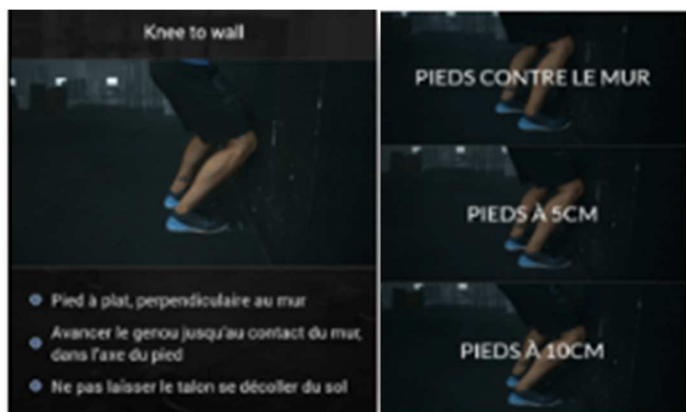 Knee to wall
Pied à plat, perpendiculaire au mur
Avancer le genou jusqu'au contact du mur,
dans l'axe du pied
Ne pas laisser le talon se décoller du sol
PIEDS CONTRE LE MUR
PIEDS À 5CM
PIEDS À 10CM